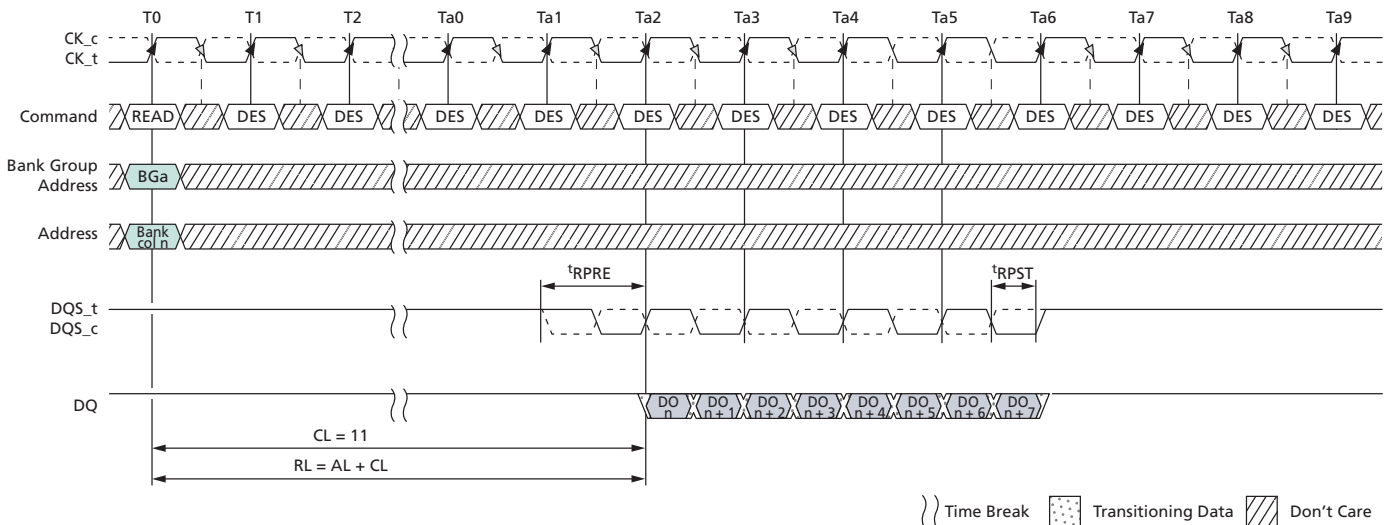 T0 T1 T2 Ta0 Ta1 Ta2 Ta3 Ta4 Ta5 Ta6 Ta7 Ta8 Ta9
CK_c
CK_t
Command READ DES DES DES DES DES DES DES DES DES DES DES DES
Bank Group
Address
BGa
Address
Bank
col n
tRPRE tRPST
DQS_t
DQS_c
DQ
DO DO DO DO DO DO DO DO
n n + 1 n + 2 n + 3 n + 4 n + 5 n + 6 n + 7
CL = 11
RL = AL + CL
Time Break Transitioning Data Don't Care